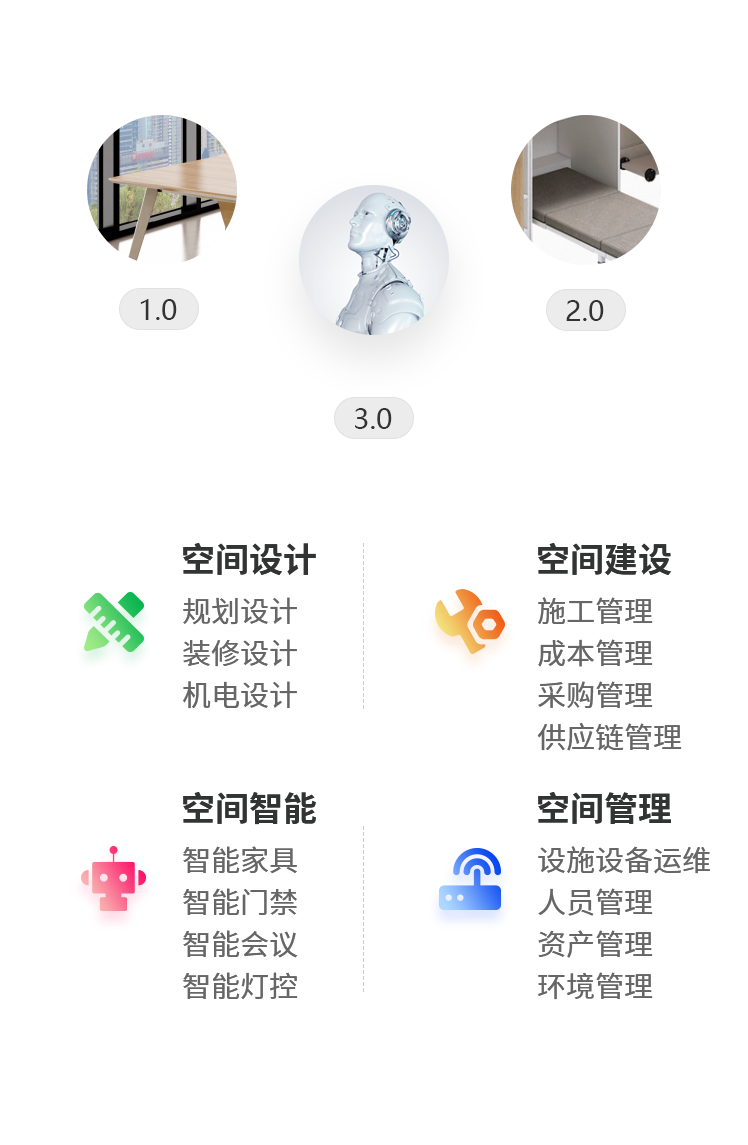 1.0
2.0
3.0
空间设计
规划设计
装修设计
机电设计
空间建设
施工管理
成本管理
采购管理
供应链管理
空间智能
智能家具
智能门禁
智能会议
智能灯控
空间管理
设施设备运维
人员管理
资产管理
环境管理